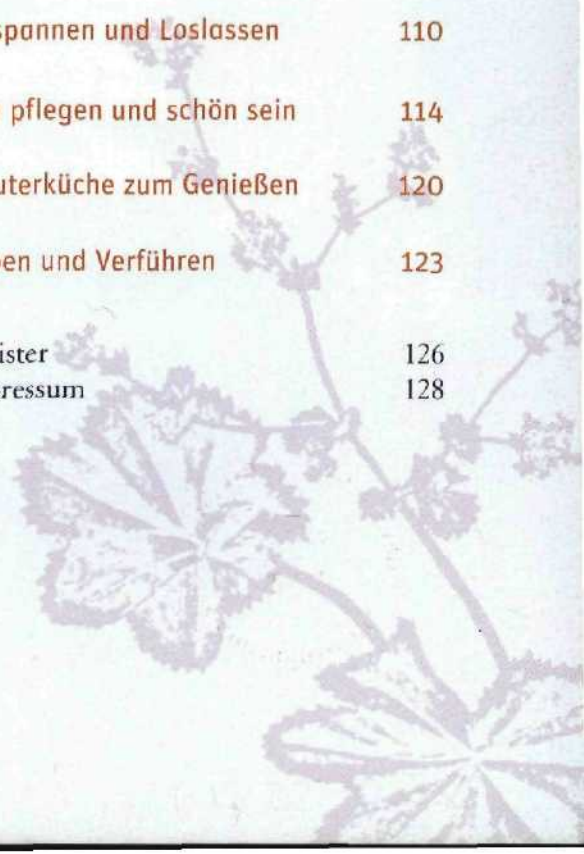 spannen und Loslassen 110
pflegen und schön sein 114
uterküche zum Genießen 120
en und Verführen 123
ister 126
ressum 128